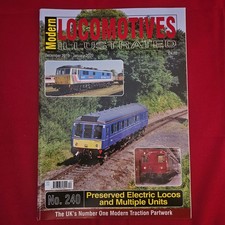 Modern
LOCOMOTIVES
ILLUSTRATED
No. 240
Preserved Electric Locos
and Multiple Units
The UK's Number One Modern Traction Partwork